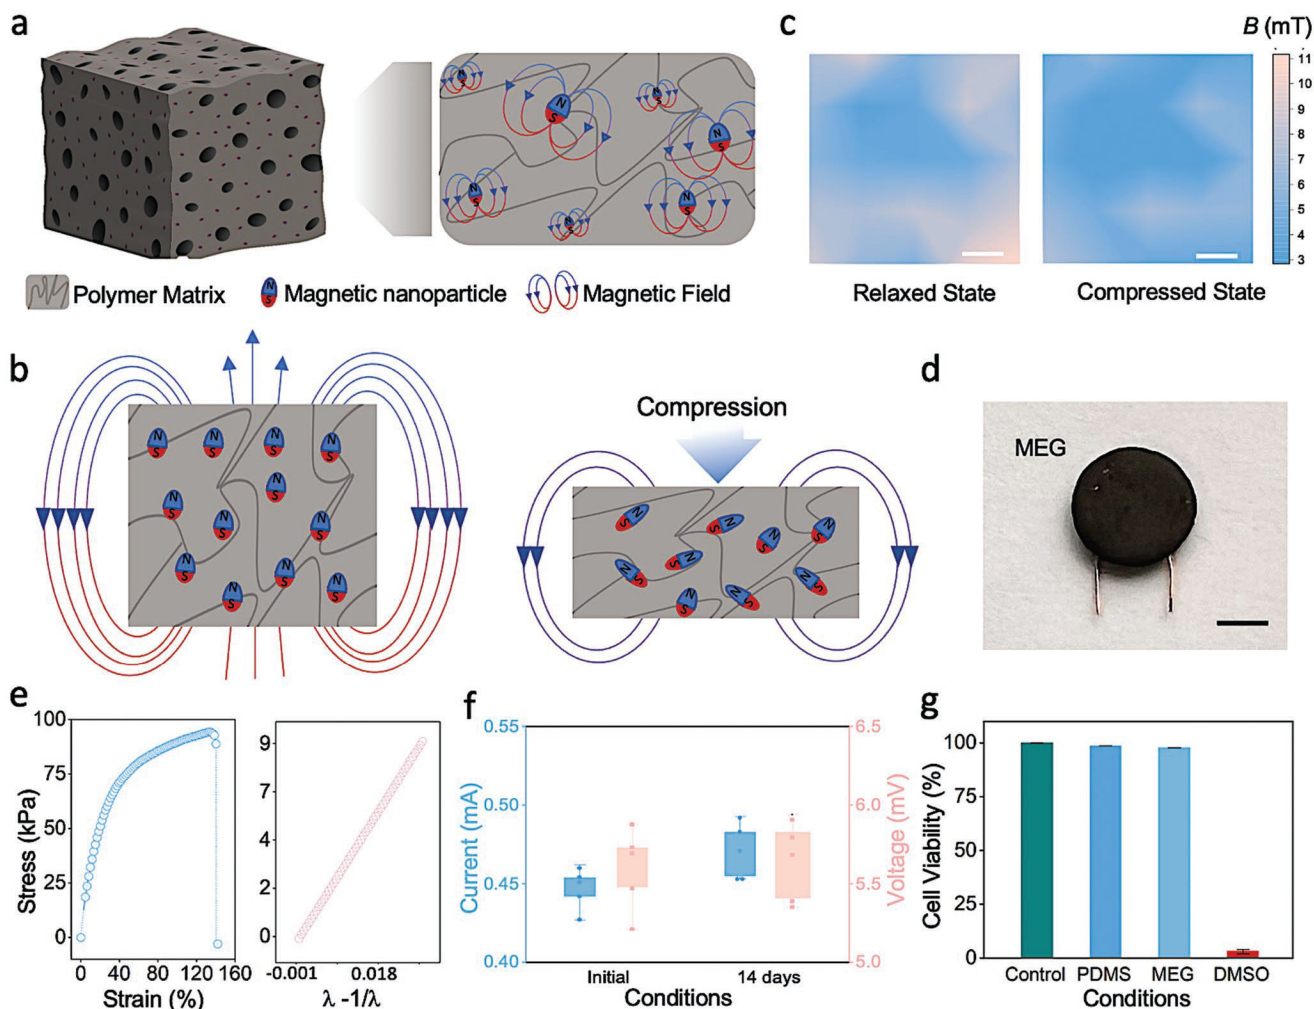 a
Polymer Matrix
N
S
Magnetic nanoparticle
Magnetic Field
c
B (mT)
11
10
9
8
7
6
5
4
3
Relaxed State
Compressed State
b
Compression
d
MEG
e
Stress (kPa)
100
75
50
25
0
0 40 80 120 160
Strain (%)
9
7
4
2
0
-0.001 0.018
λ -1/λ
f
Current (mA)
0.55
0.50
0.45
0.40
Voltage (mV)
6.5
6.0
5.5
5.0
Initial 14 days
Conditions
g
Cell Viability (%)
100
75
50
25
0
Control PDMS MEG DMSO
Conditions